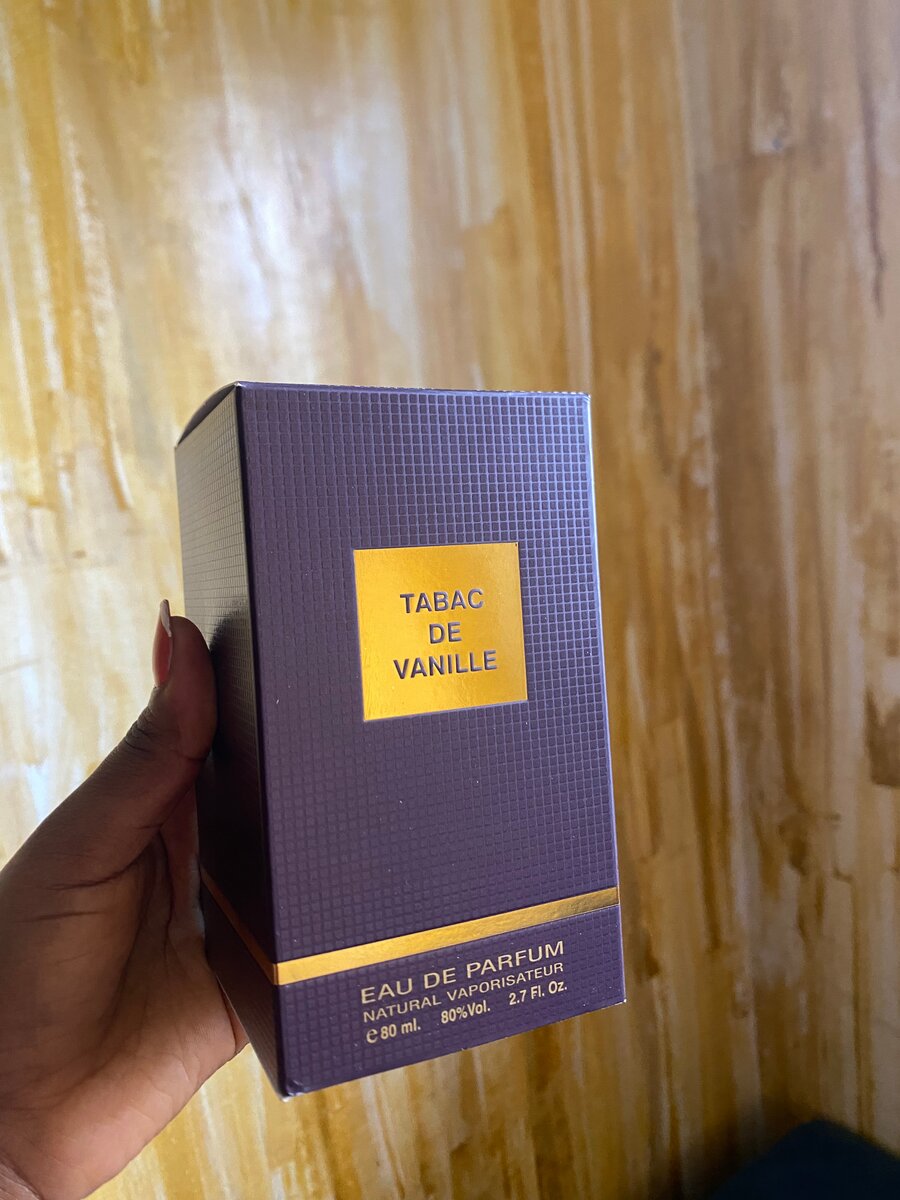 TABAC
DE
VANILLE
EAU DE PARFUM
NATURAL VAPORISATEUR
℮ 80 ml. 80%Vol. 2.7 Fl. Oz.